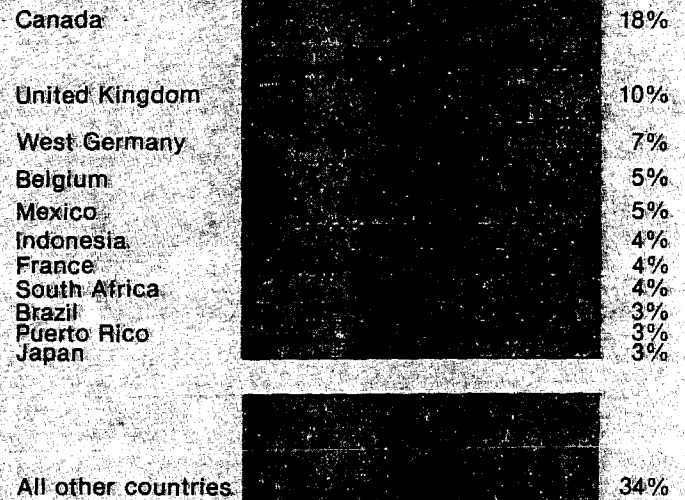 Canada 18%
United Kingdom 10%
West Germany 7%
Belgium 5%
Mexico 5%
Indonesia 4%
France 4%
South Africa 4%
Brazil 3%
Puerto Rico 3%
Japan 3%
All other countries 34%